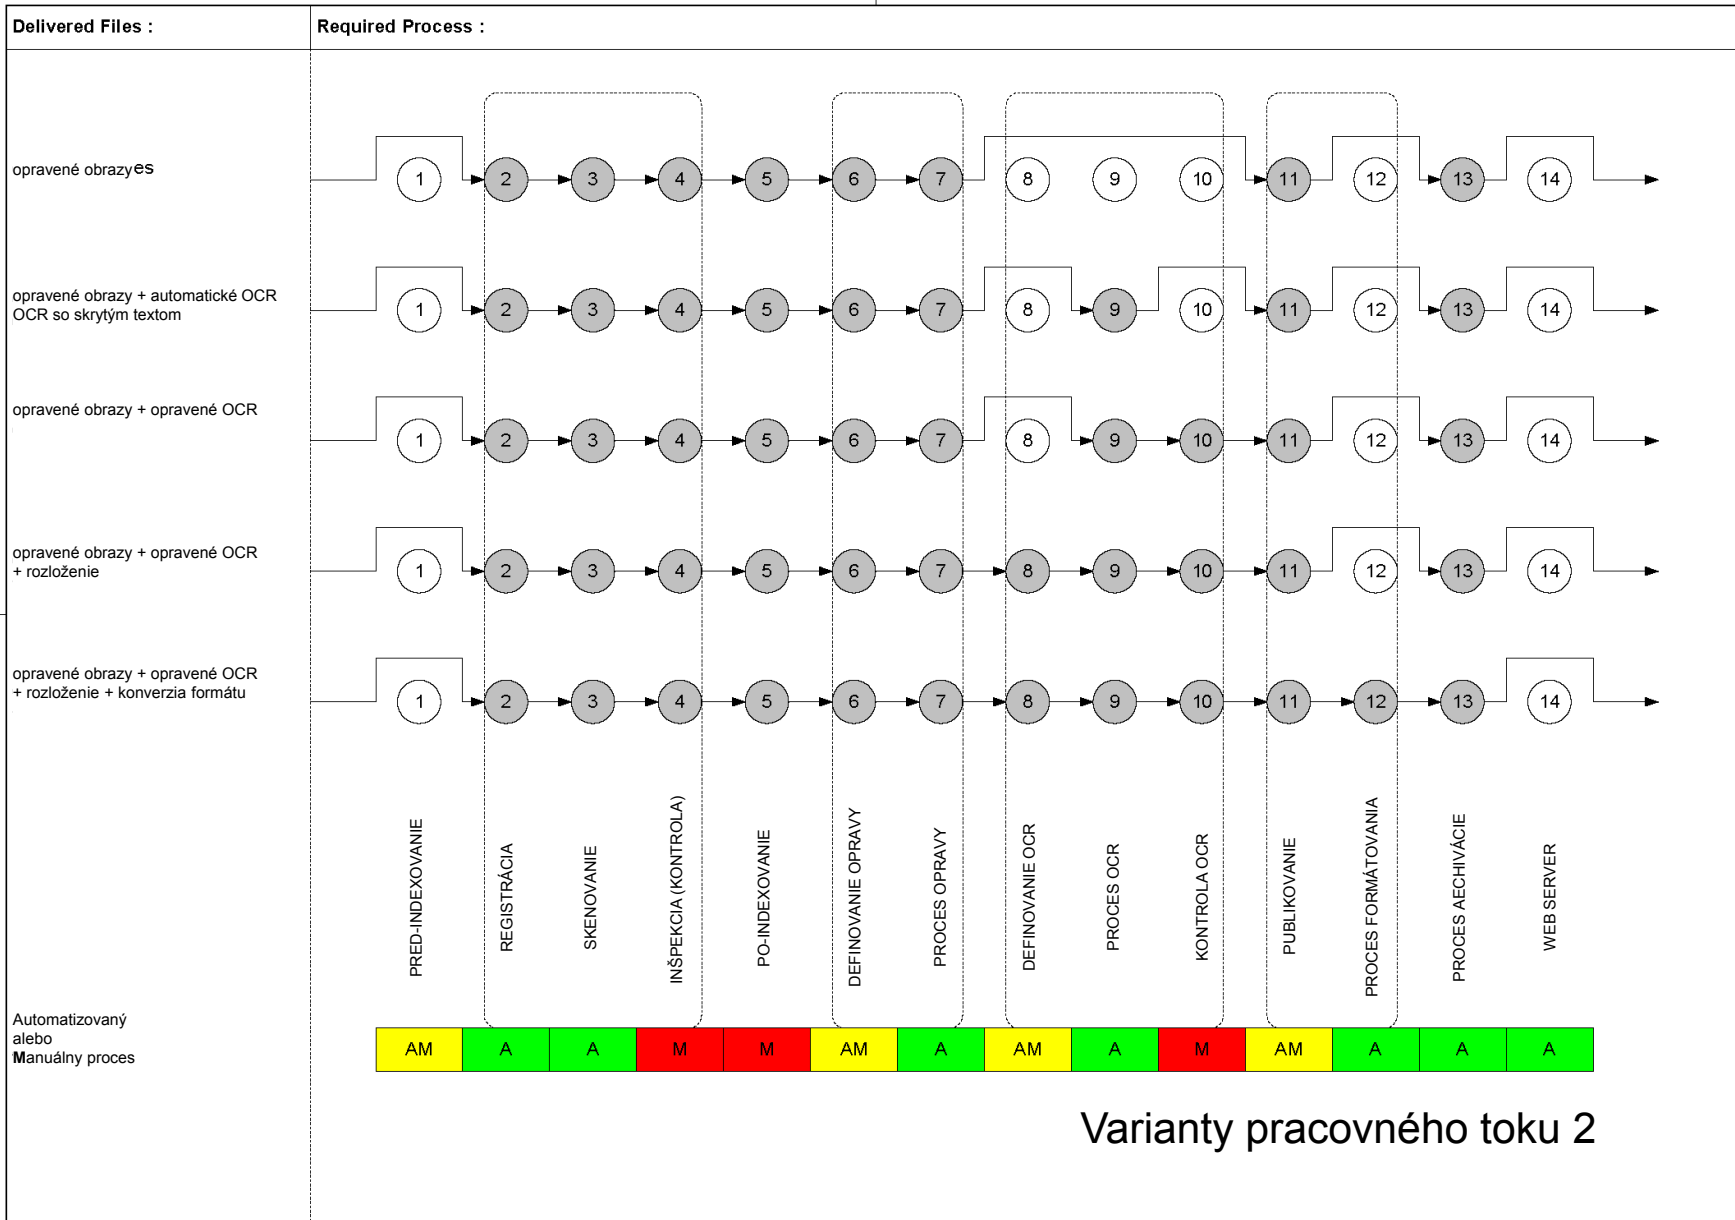 Delivered Files :
Required Process :
opravené obrazyes
1 2 3 4 5 6 7 8 9 10 11 12 13 14
opravené obrazy + automatické OCR
OCR so skrytým textom
1 2 3 4 5 6 7 8 9 10 11 12 13 14
opravené obrazy + opravené OCR
1 2 3 4 5 6 7 8 9 10 11 12 13 14
opravené obrazy + opravené OCR
+ rozloženie
1 2 3 4 5 6 7 8 9 10 11 12 13 14
opravené obrazy + opravené OCR
+ rozloženie + konverzia formátu
1 2 3 4 5 6 7 8 9 10 11 12 13 14
PRED-INDEXOVANIE
REGISTRÁCIA
SKENOVANIE
INŠPEKCIA (KONTROLA)
PO-INDEXOVANIE
DEFINOVANIE OPRAVY
PROCES OPRAVY
DEFINOVANIE OCR
PROCES OCR
KONTROLA OCR
PUBLIKOVANIE
PROCES FORMÁTOVANIA
PROCES AECHIVÁCIE
WEB SERVER
Automatizovaný
alebo
Manuálny proces
AM A A M M AM A AM A M AM A A A
Varianty pracovného toku 2